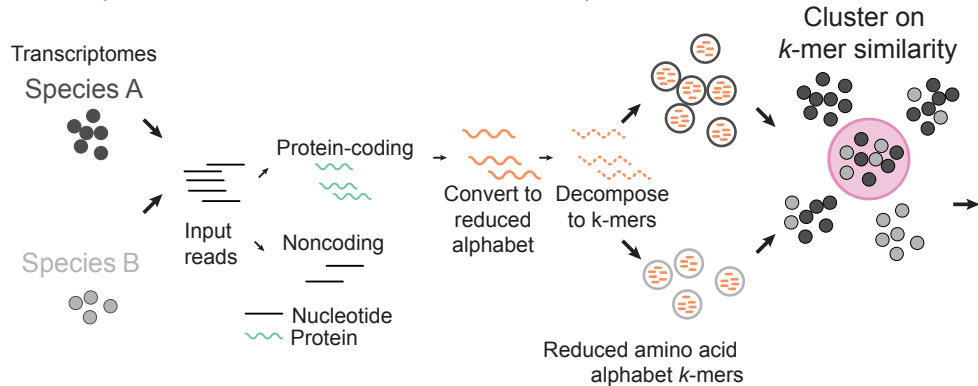 Transcriptomes
Species A
Species B
Input
reads
Protein-coding
Noncoding
Nucleotide
Protein
Convert to
reduced
alphabet
Decompose
to k-mers
Reduced amino acid
alphabet k-mers
Cluster on
k-mer similarity